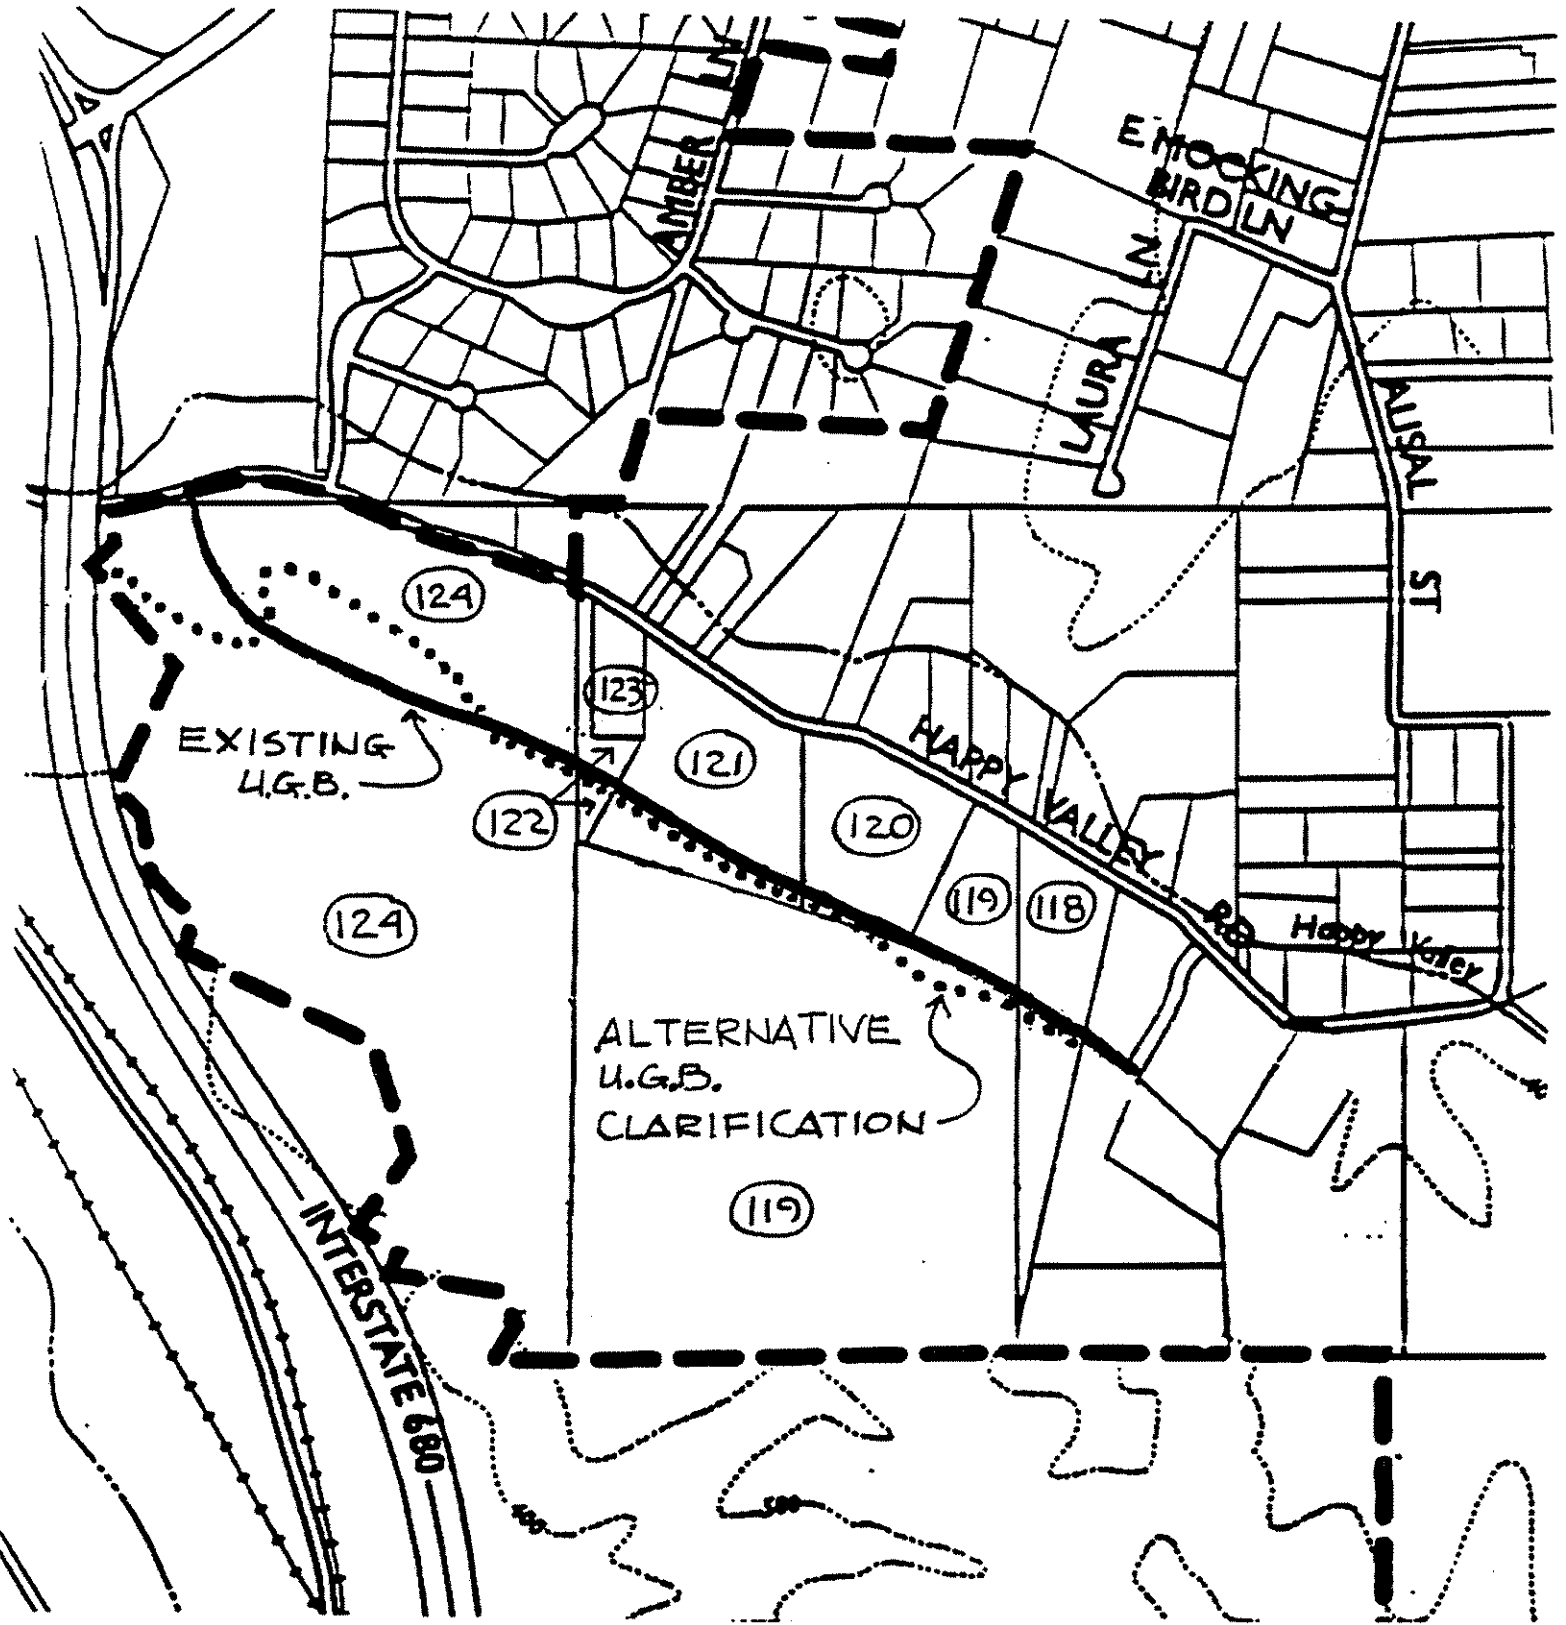 AMBER LN
E MOCKING
BIRD LN
LAURA LN
ALISAL ST
124
123
EXISTING
U.G.B.
121
HAPPY VALLEY RD
122
120
124
119
118
Happy Valley
ALTERNATIVE
U.G.B.
CLARIFICATION
119
INTERSTATE 680
400
500